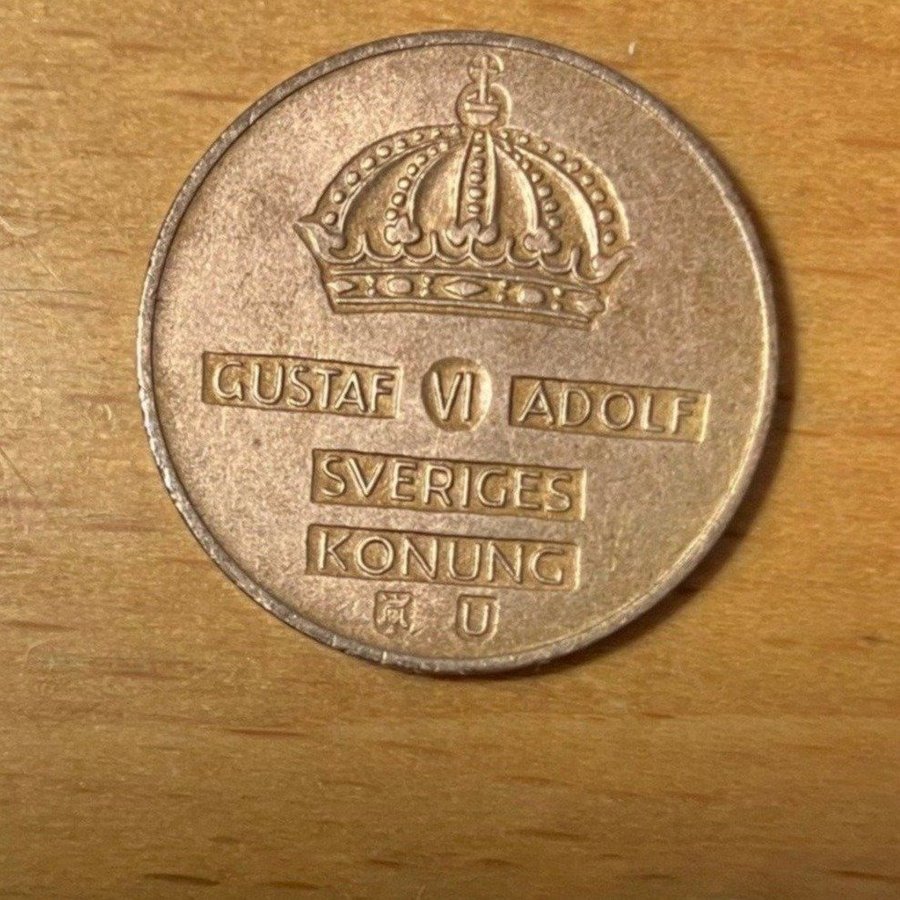 GUSTAF VI ADOLF
SVERIGES
KONUNG
U